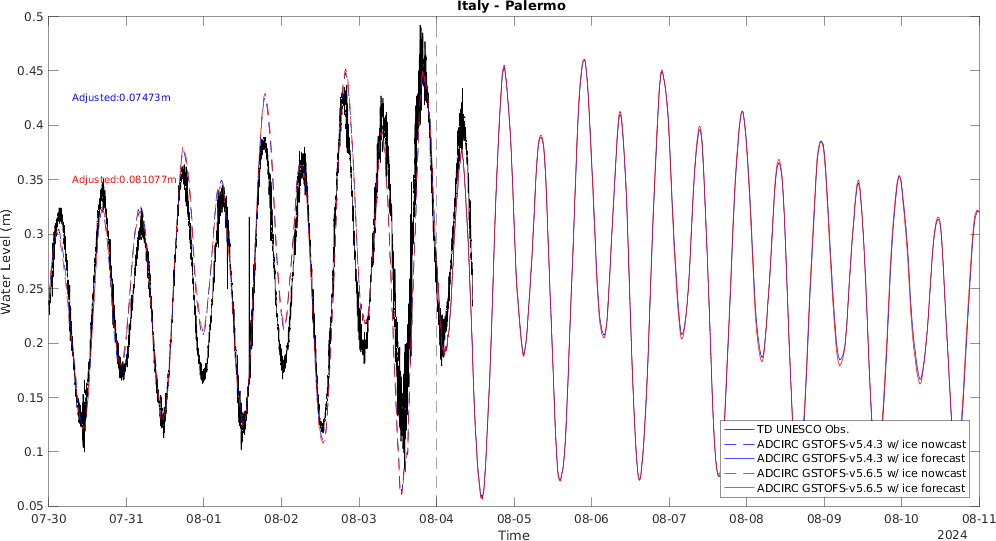 Italy - Palermo
0.5
0.45
0.4
0.35
0.3
0.25
0.2
0.15
0.1
0.05
Water Level (m)
Adjusted:0.07473m
Adjusted:0.081077m
TD UNESCO Obs.
ADCIRC GSTOFS-v5.4.3 w/ ice nowcast
ADCIRC GSTOFS-v5.4.3 w/ ice forecast
ADCIRC GSTOFS-v5.6.5 w/ ice nowcast
ADCIRC GSTOFS-v5.6.5 w/ ice forecast
07-30 07-31 08-01 08-02 08-03 08-04 08-05 08-06 08-07 08-08 08-09 08-10 08-11
Time
2024